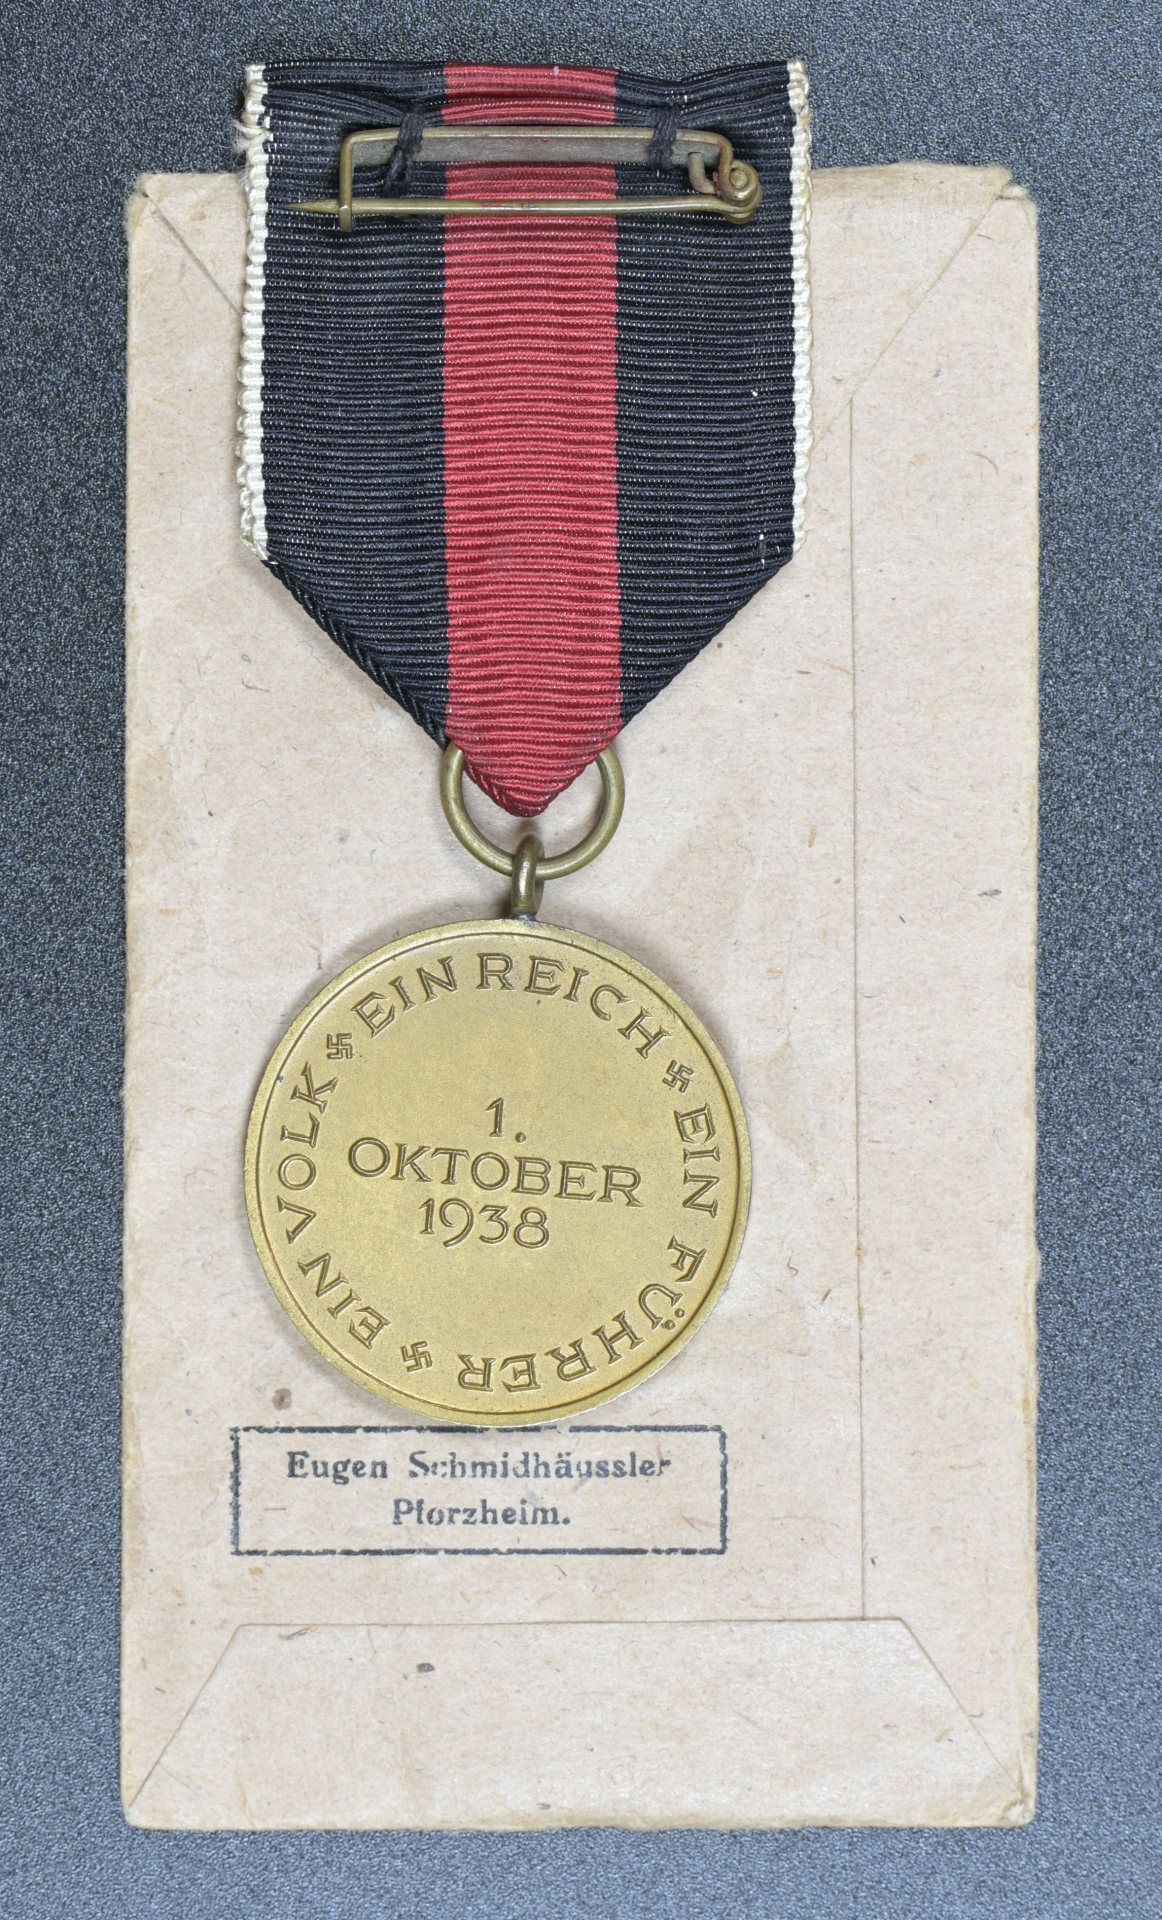 EIN VOLK EIN REICH EIN FÜHRER
1.
OKTOBER
1938
Eugen Schmidhäussler
Pforzheim.